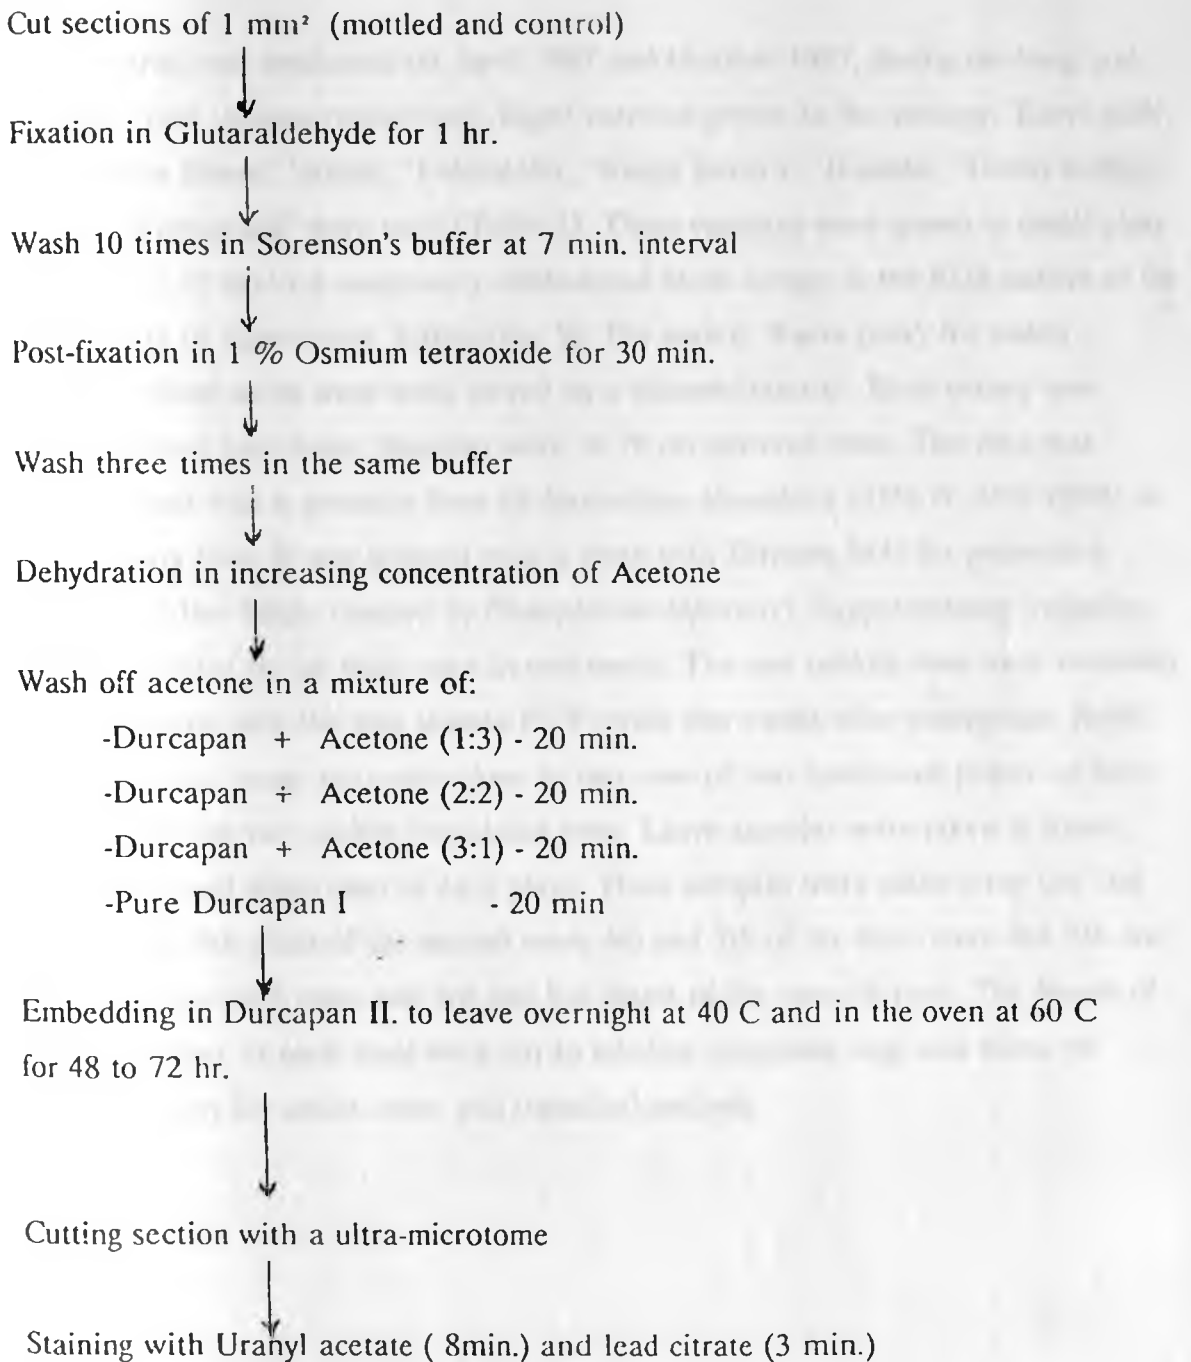 Cut sections of 1 mm² (mottled and control)
Fixation in Glutaraldehyde for 1 hr.
Wash 10 times in Sorenson's buffer at 7 min. interval
Post-fixation in 1 % Osmium tetraoxide for 30 min.
Wash three times in the same buffer
Dehydration in increasing concentration of Acetone
Wash off acetone in a mixture of:
-Durcapan + Acetone (1:3) - 20 min.
-Durcapan + Acetone (2:2) - 20 min.
-Durcapan + Acetone (3:1) - 20 min.
-Pure Durcapan I - 20 min
Embedding in Durcapan II. to leave overnight at 40 C and in the oven at 60 C
for 48 to 72 hr.
Cutting section with a ultra-microtome
Staining with Uranyl acetate ( 8min.) and lead citrate (3 min.)